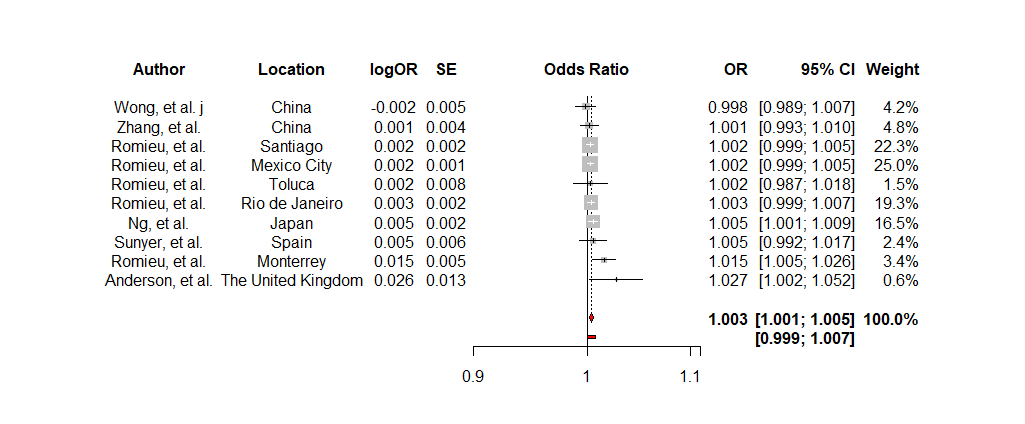 Author Location logOR SE Odds Ratio OR 95% CI Weight
Wong, et al. j China -0.002 0.005 0.998 [0.989; 1.007] 4.2%
Zhang, et al. China 0.001 0.004 1.001 [0.993; 1.010] 4.8%
Romieu, et al. Santiago 0.002 0.002 1.002 [0.999; 1.005] 22.3%
Romieu, et al. Mexico City 0.002 0.001 1.002 [0.999; 1.005] 25.0%
Romieu, et al. Toluca 0.002 0.008 1.002 [0.987; 1.018] 1.5%
Romieu, et al. Rio de Janeiro 0.003 0.002 1.003 [0.999; 1.007] 19.3%
Ng, et al. Japan 0.005 0.002 1.005 [1.001; 1.009] 16.5%
Sunyer, et al. Spain 0.005 0.006 1.005 [0.992; 1.017] 2.4%
Romieu, et al. Monterrey 0.015 0.005 1.015 [1.005; 1.026] 3.4%
Anderson, et al. The United Kingdom 0.026 0.013 1.027 [1.002; 1.052] 0.6%
1.003 [1.001; 1.005] 100.0%
[0.999; 1.007]
0.9 1 1.1